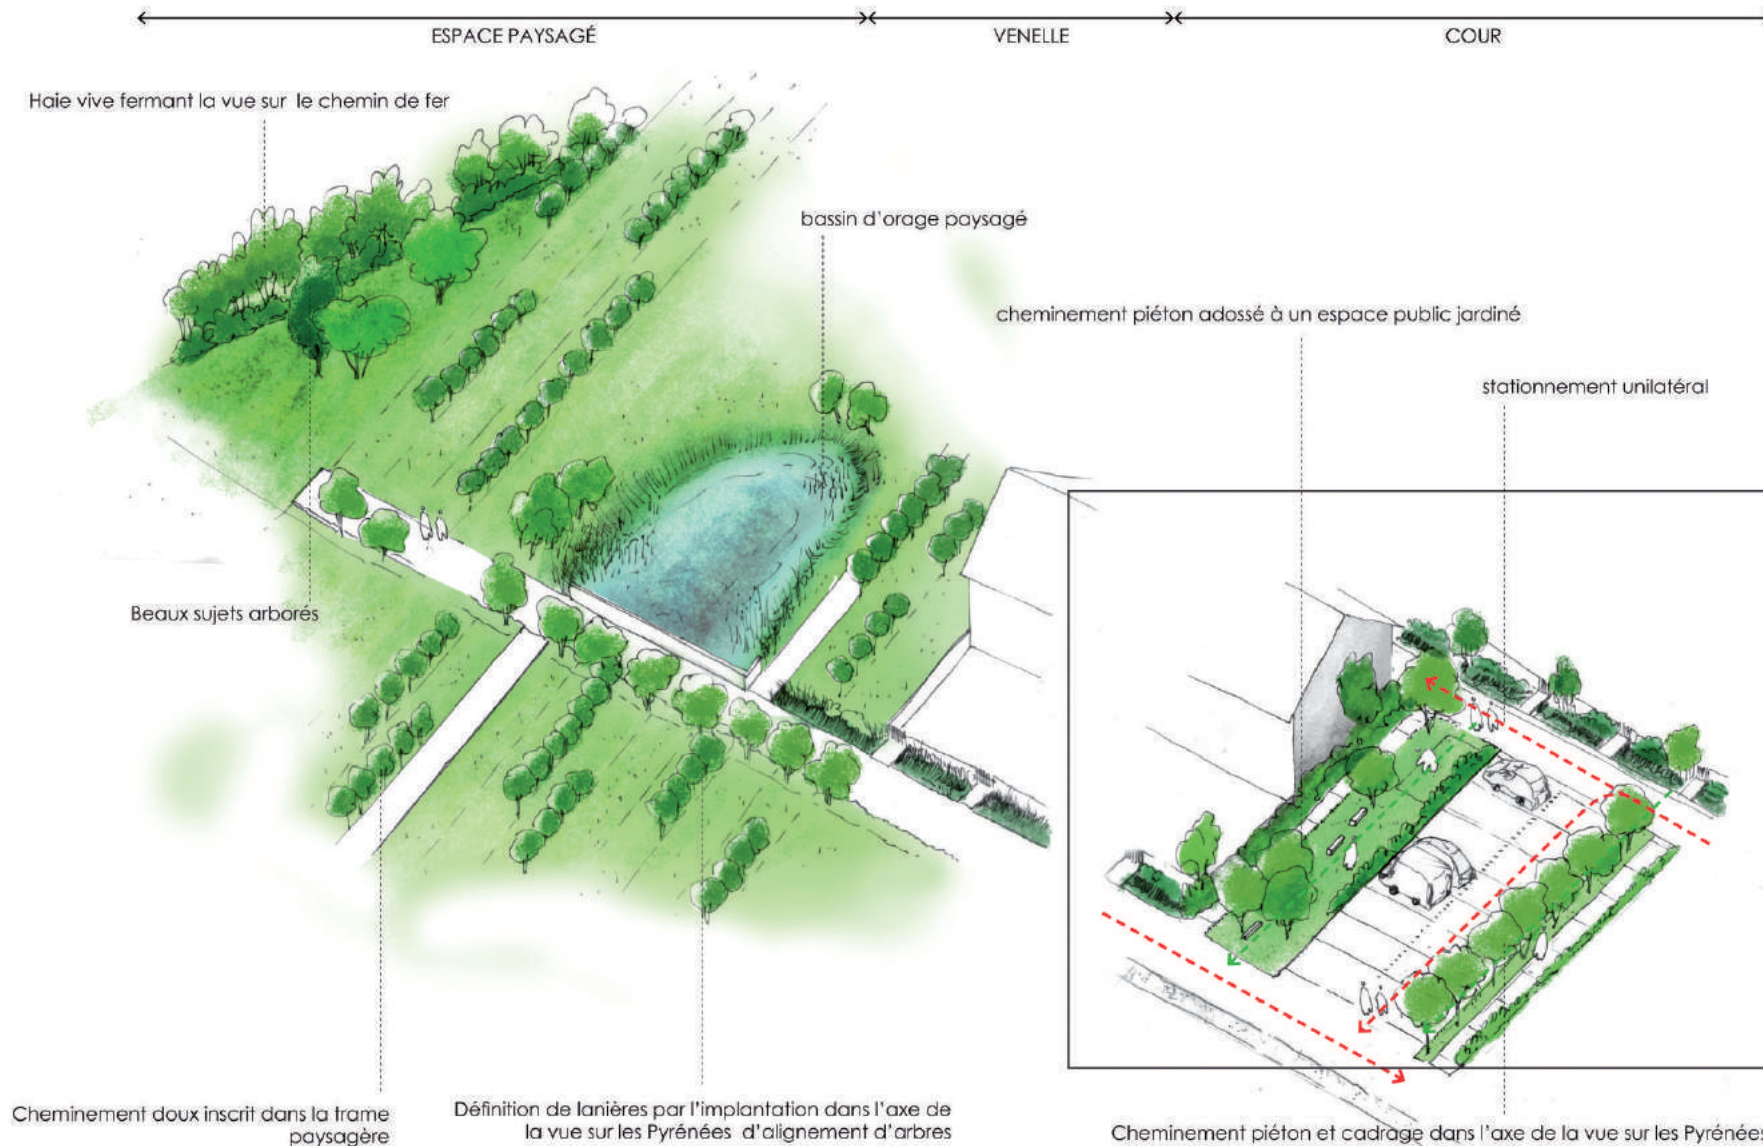 ESPACE PAYSAGÉ
VENELLE
COUR
Haie vive fermant la vue sur le chemin de fer
bassin d'orage paysagé
cheminement piéton adossé à un espace public jardiné
stationnement unilatéral
Beaux sujets arborés
Cheminement doux inscrit dans la trame
paysagère
Définition de lanières par l'implantation dans l'axe de
la vue sur les Pyrénées d'alignement d'arbres
Cheminement piéton et cadrage dans l'axe de la vue sur les Pyrénée